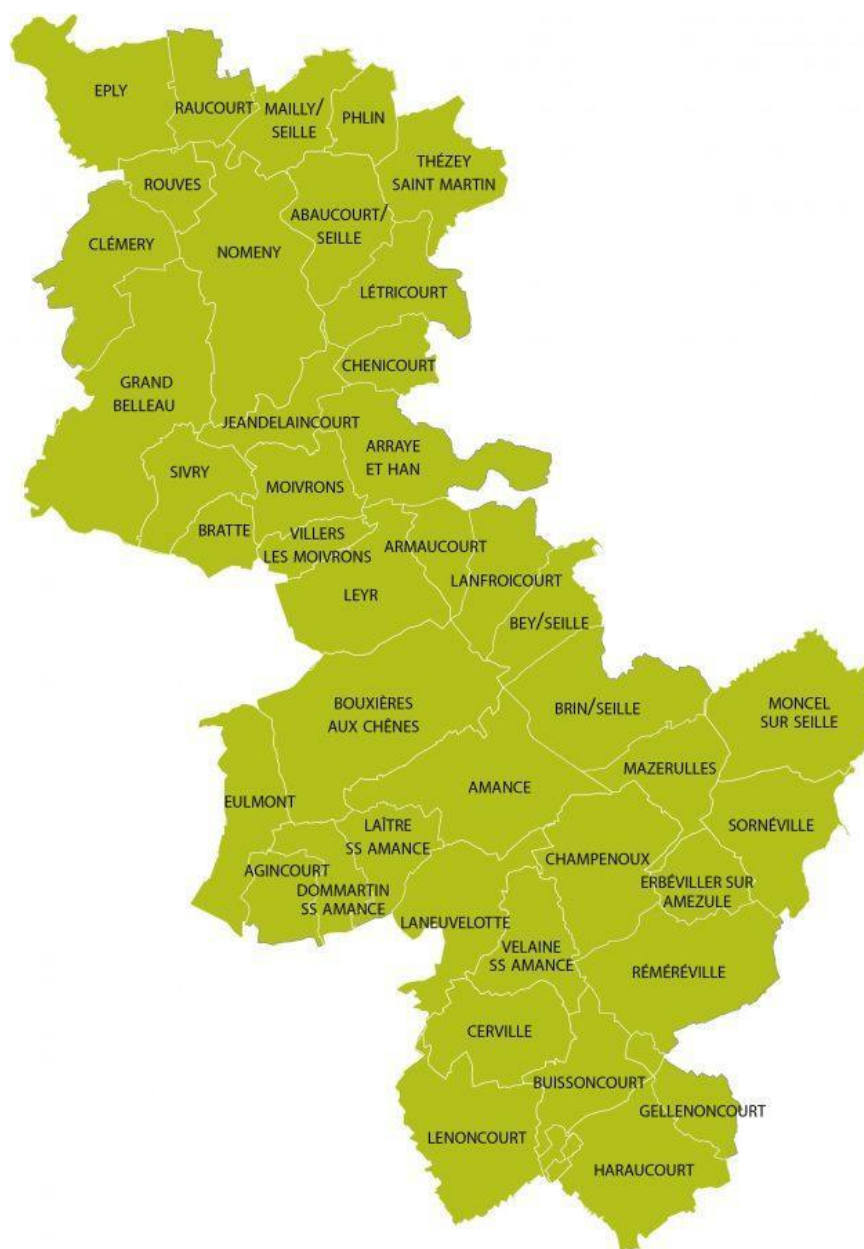 EPLY
RAUCOURT
MAILLY/
SEILLE
PHLIN
THÉZEY
SAINT MARTIN
ROUVES
ABAUCOURT/
SEILLE
CLÉMERY
NOMENY
LÉTRICOURT
CHENICOURT
GRAND
BELLEAU
JEANDELAINCOURT
ARRAYE
ET HAN
SIVRY
MOIVRONS
BRATTE
VILLERS
LES MOIVRONS
ARMAUCOURT
LANFROICOURT
LEYR
BEY/SEILLE
BOUXIÈRES
AUX CHÊNES
BRIN/SEILLE
MONCEL
SUR SEILLE
MAZERULLES
AMANCE
EULMONT
LAÎTRE
SS AMANCE
SORNÉVILLE
CHAMPENOUX
AGINCOURT
DOMMARTIN
SS AMANCE
ERBÉVILLER SUR
AMEZULE
LANEUVELOTTE
VELAINE
SS AMANCE
RÉMÉRÉVILLE
CERVILLE
BUISSONCOURT
GELLENONCOURT
LENONCOURT
HARAUCOURT